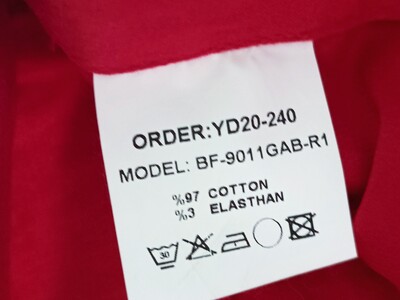 ORDER:YD20-240
MODEL: BF-9011GAB-R1
%97 COTTON
%3 ELASTHAN
30